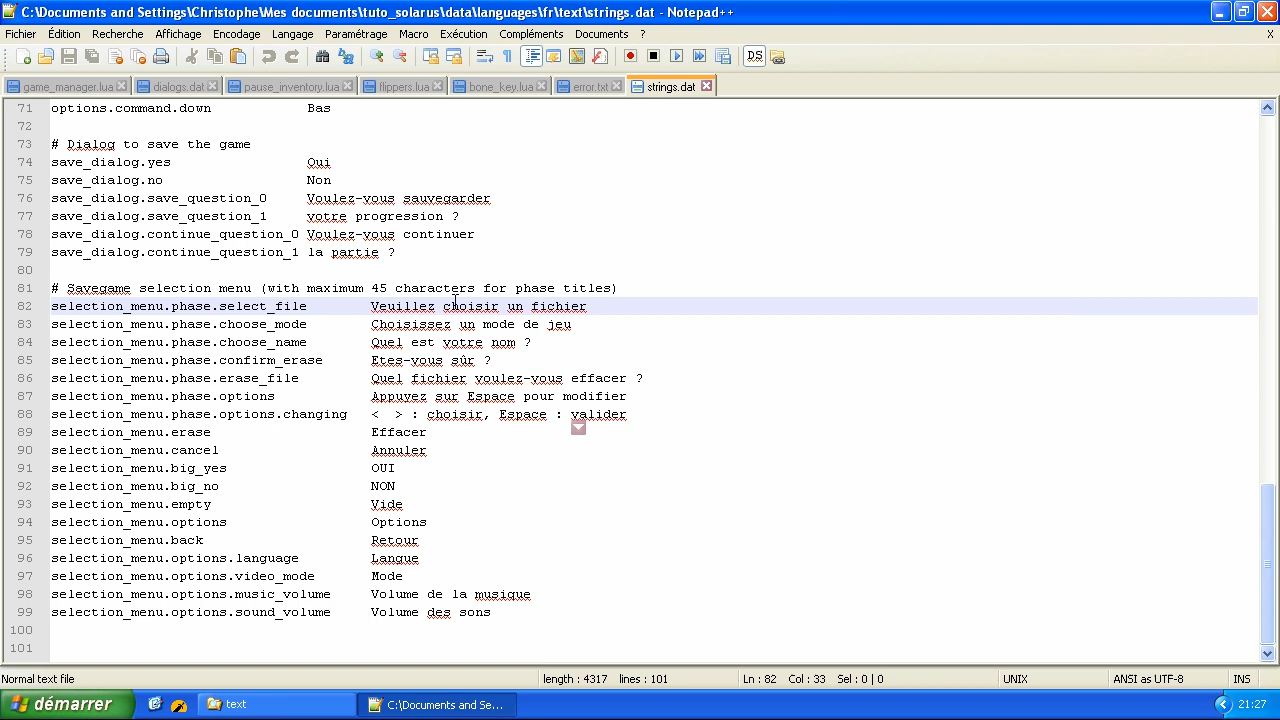 C:\Documents and Settings\Christophe\Mes documents\tuto_solarus\data\languages\fr\text\strings.dat - Notepad++
Fichier Édition Recherche Affichage Encodage Langage Paramétrage Macro Exécution Compléments Documents ? X
game_manager.lua dialogs.dat pause_inventory.lua flippers.lua bone_key.lua error.txt strings.dat
71 options.command.down Bas
72
73 # Dialog to save the game
74 save_dialog.yes Oui
75 save_dialog.no Non
76 save_dialog.save_question_0 Voulez-vous sauvegarder
77 save_dialog.save_question_1 votre progression ?
78 save_dialog.continue_question_0 Voulez-vous continuer
79 save_dialog.continue_question_1 la partie ?
80
81 # Savegame selection menu (with maximum 45 characters for phase titles)
82 selection_menu.phase.select_file Veuillez choisir un fichier
83 selection_menu.phase.choose_mode Choisissez un mode de jeu
84 selection_menu.phase.choose_name Quel est votre nom ?
85 selection_menu.phase.confirm_erase Etes-vous sûr ?
86 selection_menu.phase.erase_file Quel fichier voulez-vous effacer ?
87 selection_menu.phase.options Appuyez sur Espace pour modifier
88 selection_menu.phase.options.changing < > : choisir, Espace : valider
89 selection_menu.erase Effacer
90 selection_menu.cancel Annuler
91 selection_menu.big_yes OUI
92 selection_menu.big_no NON
93 selection_menu.empty Vide
94 selection_menu.options Options
95 selection_menu.back Retour
96 selection_menu.options.language Langue
97 selection_menu.options.video_mode Mode
98 selection_menu.options.music_volume Volume de la musique
99 selection_menu.options.sound_volume Volume des sons
100
101
Normal text file length : 4317 lines : 101 Ln : 82 Col : 33 Sel : 0 | 0 UNIX ANSI as UTF-8 INS
démarrer text C:\Documents and Se... 21:27